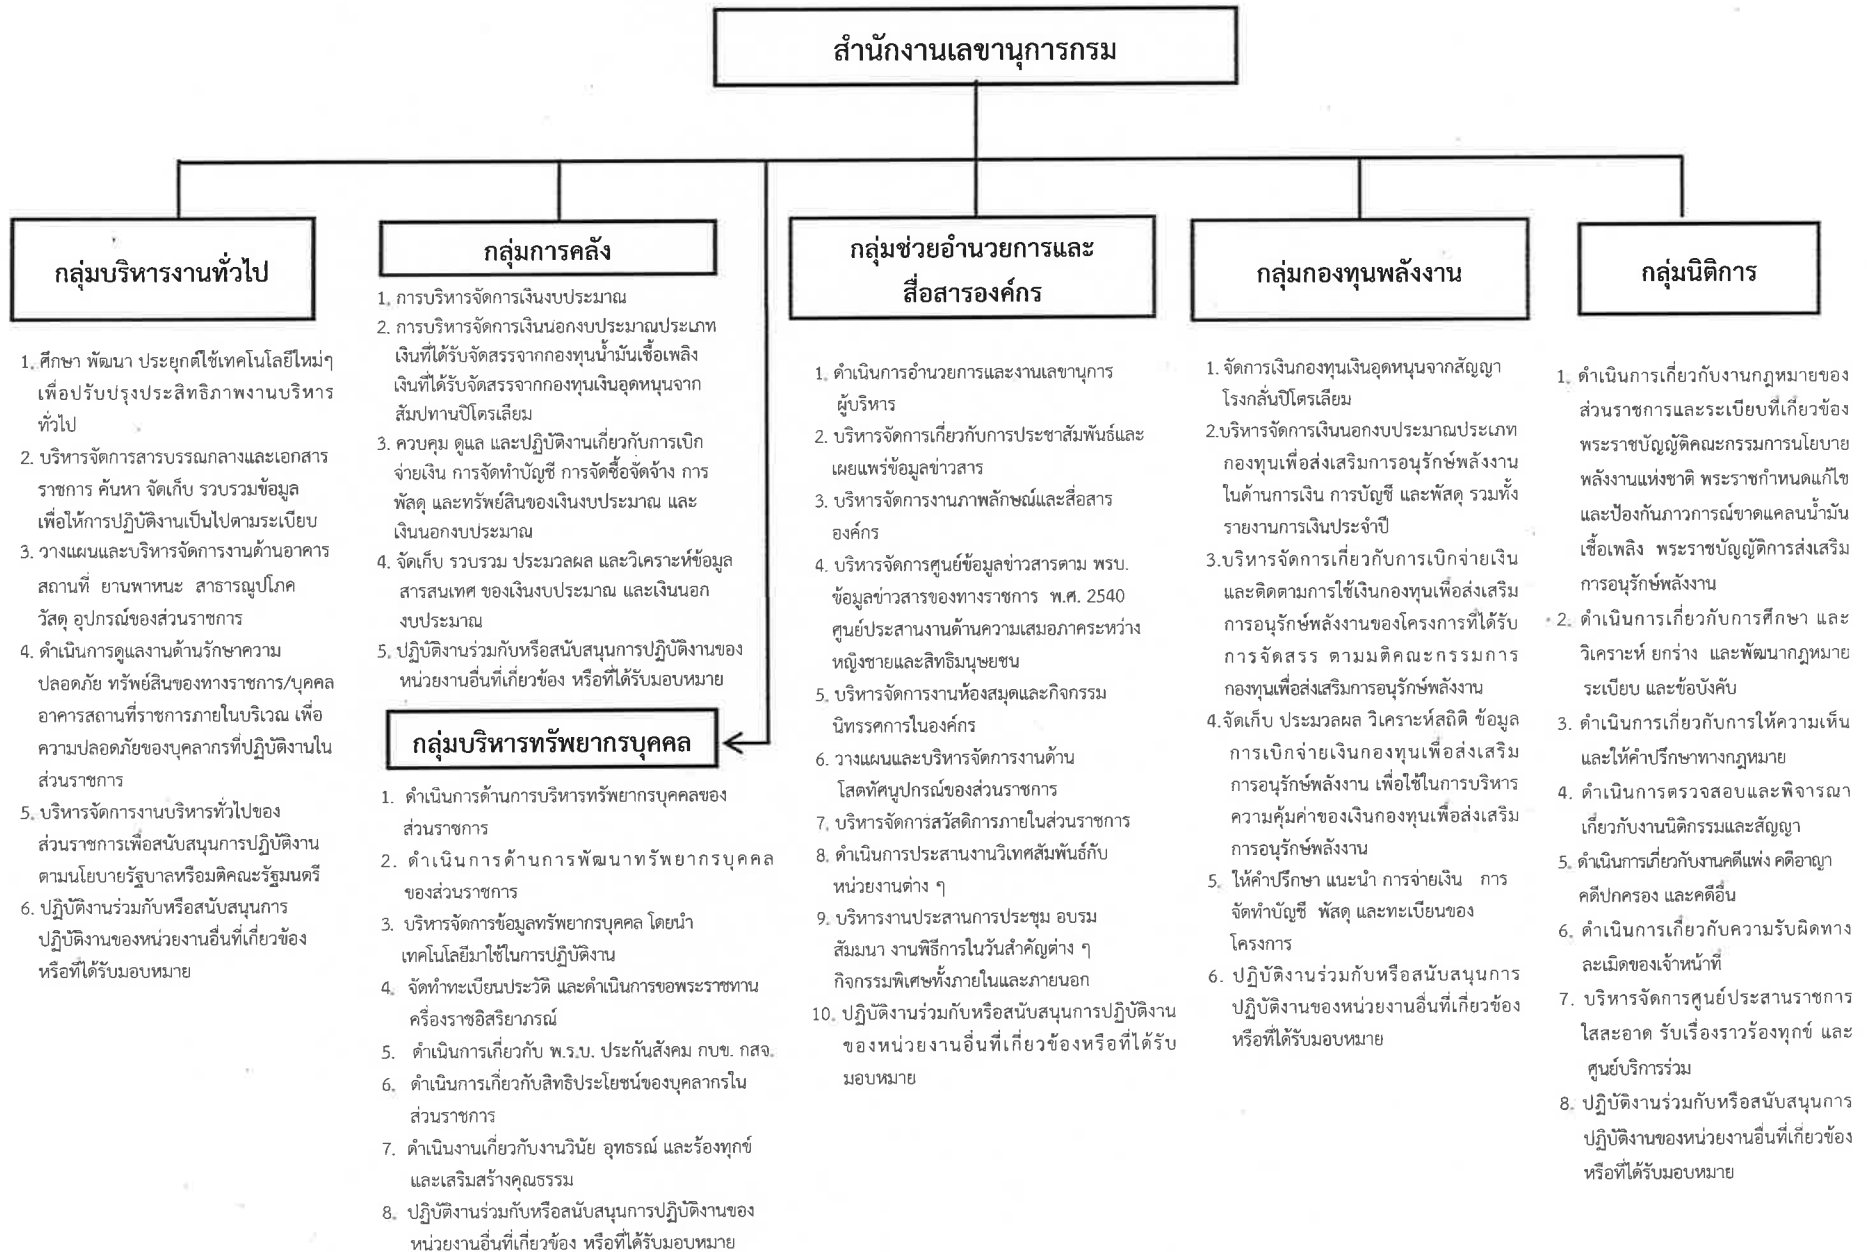 สำนักงานเลขานุการกรม
กลุ่มบริหารงานทั่วไป
1. ศึกษา พัฒนา ประยุกต์ใช้เทคโนโลยีใหม่ๆ
เพื่อปรับปรุงประสิทธิภาพงานบริหาร
ทั่วไป
2. บริหารจัดการสารบรรณกลางและเอกสาร
ราชการ ค้นหา จัดเก็บ รวบรวมข้อมูล
เพื่อให้การปฏิบัติงานเป็นไปตามระเบียบ
3. วางแผนและบริหารจัดการงานด้านอาคาร
สถานที่ ยานพาหนะ สาธารณูปโภค
วัสดุ อุปกรณ์ของส่วนราชการ
4. ดำเนินการดูแลงานด้านรักษาความ
ปลอดภัย ทรัพย์สินของทางราชการ/บุคคล
อาคารสถานที่ราชการภายในบริเวณ เพื่อ
ความปลอดภัยของบุคลากรที่ปฏิบัติงานใน
ส่วนราชการ
5. บริหารจัดการงานบริหารทั่วไปของ
ส่วนราชการเพื่อสนับสนุนการปฏิบัติงาน
ตามนโยบายรัฐบาลหรือมติคณะรัฐมนตรี
6. ปฏิบัติงานร่วมกับหรือสนับสนุนการ
ปฏิบัติงานของหน่วยงานอื่นที่เกี่ยวข้อง
หรือที่ได้รับมอบหมาย
กลุ่มการคลัง
1. การบริหารจัดการเงินงบประมาณ
2. การบริหารจัดการเงินนอกงบประมาณประเภท
เงินที่ได้รับจัดสรรจากกองทุนน้ำมันเชื้อเพลิง
เงินที่ได้รับจัดสรรจากกองทุนเงินอุดหนุนจาก
สัมปทานปิโตรเลียม
3. ควบคุม ดูแล และปฏิบัติงานเกี่ยวกับการเบิก
จ่ายเงิน การจัดทำบัญชี การจัดซื้อจัดจ้าง การ
พัสดุ และทรัพย์สินของเงินงบประมาณ และ
เงินนอกงบประมาณ
4. จัดเก็บ รวบรวม ประมวลผล และวิเคราะห์ข้อมูล
สารสนเทศ ของเงินงบประมาณ และเงินนอก
งบประมาณ
5. ปฏิบัติงานร่วมกับหรือสนับสนุนการปฏิบัติงานของ
หน่วยงานอื่นที่เกี่ยวข้อง หรือที่ได้รับมอบหมาย
กลุ่มบริหารทรัพยากรบุคคล
1. ดำเนินการด้านการบริหารทรัพยากรบุคคลของ
ส่วนราชการ
2. ดำเนินการด้านการพัฒนาทรัพยากรบุคคล
ของส่วนราชการ
3. บริหารจัดการข้อมูลทรัพยากรบุคคล โดยนำ
เทคโนโลยีมาใช้ในการปฏิบัติงาน
4. จัดทำทะเบียนประวัติ และดำเนินการขอพระราชทาน
เครื่องราชอิสริยาภรณ์
5. ดำเนินการเกี่ยวกับ พ.ร.บ. ประกันสังคม กบข. กสจ.
6. ดำเนินการเกี่ยวกับสิทธิประโยชน์ของบุคลากรใน
ส่วนราชการ
7. ดำเนินงานเกี่ยวกับงานวินัย อุทธรณ์ และร้องทุกข์
และเสริมสร้างคุณธรรม
8. ปฏิบัติงานร่วมกับหรือสนับสนุนการปฏิบัติงานของ
หน่วยงานอื่นที่เกี่ยวข้อง หรือที่ได้รับมอบหมาย
กลุ่มช่วยอำนวยการและ
สื่อสารองค์กร
1. ดำเนินการอำนวยการและงานเลขานุการ
ผู้บริหาร
2. บริหารจัดการเกี่ยวกับการประชาสัมพันธ์และ
เผยแพร่ข้อมูลข่าวสาร
3. บริหารจัดการงานภาพลักษณ์และสื่อสาร
องค์กร
4. บริหารจัดการศูนย์ข้อมูลข่าวสารตาม พรบ.
ข้อมูลข่าวสารของทางราชการ พ.ศ. 2540
ศูนย์ประสานงานด้านความเสมอภาคระหว่าง
หญิงชายและสิทธิมนุษยชน
5. บริหารจัดการงานห้องสมุดและกิจกรรม
นิทรรศการในองค์กร
6. วางแผนและบริหารจัดการงานด้าน
โสตทัศนูปกรณ์ของส่วนราชการ
7. บริหารจัดการสวัสดิการภายในส่วนราชการ
8. ดำเนินการประสานงานวิเทศสัมพันธ์กับ
หน่วยงานต่าง ๆ
9. บริหารงานประสานการประชุม อบรม
สัมมนา งานพิธีการในวันสำคัญต่าง ๆ
กิจกรรมพิเศษทั้งภายในและภายนอก
10. ปฏิบัติงานร่วมกับหรือสนับสนุนการปฏิบัติงาน
ของหน่วยงานอื่นที่เกี่ยวข้องหรือที่ได้รับ
มอบหมาย
กลุ่มกองทุนพลังงาน
1. จัดการเงินกองทุนเงินอุดหนุนจากสัญญา
โรงกลั่นปิโตรเลียม
2.บริหารจัดการเงินนอกงบประมาณประเภท
กองทุนเพื่อส่งเสริมการอนุรักษ์พลังงาน
ในด้านการเงิน การบัญชี และพัสดุ รวมทั้ง
รายงานการเงินประจำปี
3.บริหารจัดการเกี่ยวกับการเบิกจ่ายเงิน
และติดตามการใช้เงินกองทุนเพื่อส่งเสริม
การอนุรักษ์พลังงานของโครงการที่ได้รับ
การจัดสรร ตามมติคณะกรรมการ
กองทุนเพื่อส่งเสริมการอนุรักษ์พลังงาน
4.จัดเก็บ ประมวลผล วิเคราะห์สถิติ ข้อมูล
การเบิกจ่ายเงินกองทุนเพื่อส่งเสริม
การอนุรักษ์พลังงาน เพื่อใช้ในการบริหาร
ความคุ้มค่าของเงินกองทุนเพื่อส่งเสริม
การอนุรักษ์พลังงาน
5. ให้คำปรึกษา แนะนำ การจ่ายเงิน การ
จัดทำบัญชี พัสดุ และทะเบียนของ
โครงการ
6. ปฏิบัติงานร่วมกับหรือสนับสนุนการ
ปฏิบัติงานของหน่วยงานอื่นที่เกี่ยวข้อง
หรือที่ได้รับมอบหมาย
กลุ่มนิติการ
1. ดำเนินการเกี่ยวกับงานกฎหมายของ
ส่วนราชการและระเบียบที่เกี่ยวข้อง
พระราชบัญญัติคณะกรรมการนโยบาย
พลังงานแห่งชาติ พระราชกำหนดแก้ไข
และป้องกันภาวการณ์ขาดแคลนน้ำมัน
เชื้อเพลิง พระราชบัญญัติการส่งเสริม
การอนุรักษ์พลังงาน
2. ดำเนินการเกี่ยวกับการศึกษา และ
วิเคราะห์ ยกร่าง และพัฒนากฎหมาย
ระเบียบ และข้อบังคับ
3. ดำเนินการเกี่ยวกับการให้ความเห็น
และให้คำปรึกษาทางกฎหมาย
4. ดำเนินการตรวจสอบและพิจารณา
เกี่ยวกับงานนิติกรรมและสัญญา
5. ดำเนินการเกี่ยวกับงานคดีแพ่ง คดีอาญา
คดีปกครอง และคดีอื่น
6. ดำเนินการเกี่ยวกับความรับผิดทาง
ละเมิดของเจ้าหน้าที่
7. บริหารจัดการศูนย์ประสานราชการ
ใสสะอาด รับเรื่องราวร้องทุกข์ และ
ศูนย์บริการร่วม
8. ปฏิบัติงานร่วมกับหรือสนับสนุนการ
ปฏิบัติงานของหน่วยงานอื่นที่เกี่ยวข้อง
หรือที่ได้รับมอบหมาย